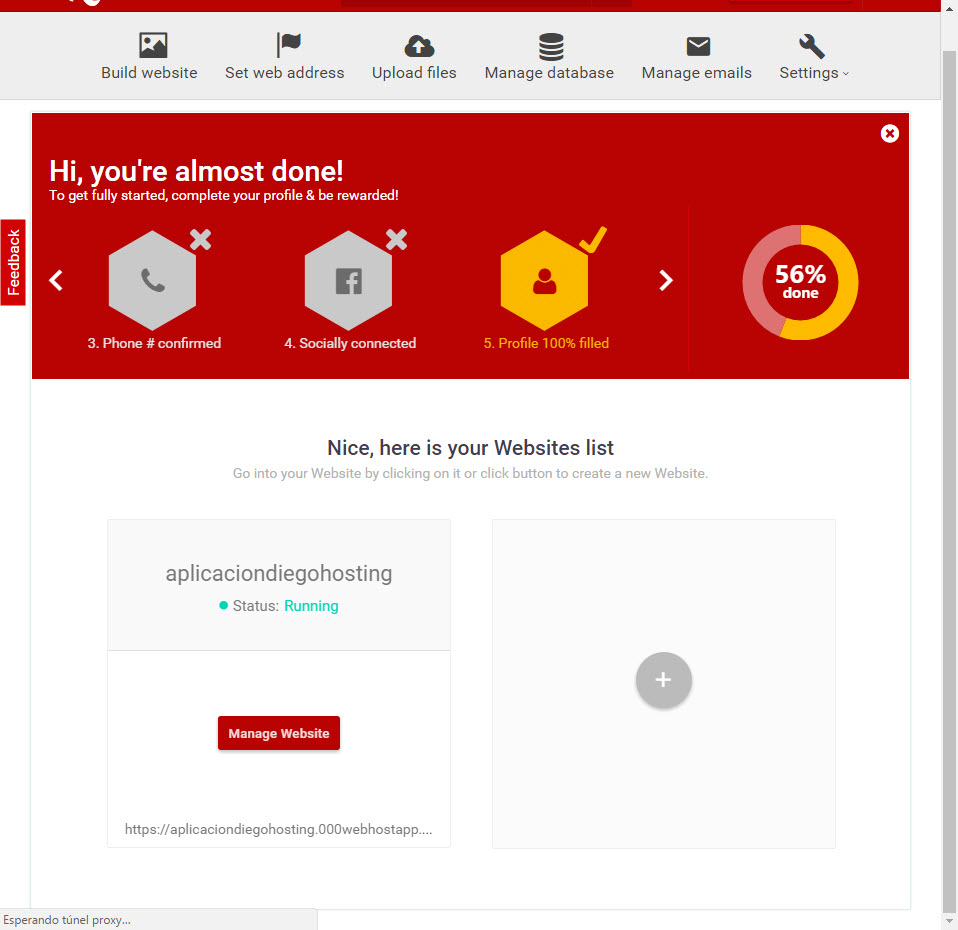 Build website
Set web address
Upload files
Manage database
Manage emails
Settings
Hi, you're almost done!
To get fully started, complete your profile & be rewarded!
Feedback
3. Phone # confirmed
4. Socially connected
5. Profile 100% filled
56%
done
Nice, here is your Websites list
Go into your Website by clicking on it or click button to create a new Website.
aplicaciondiegohosting
Status: Running
Manage Website
https://aplicaciondiegohosting.000webhostapp....
Esperando túnel proxy...